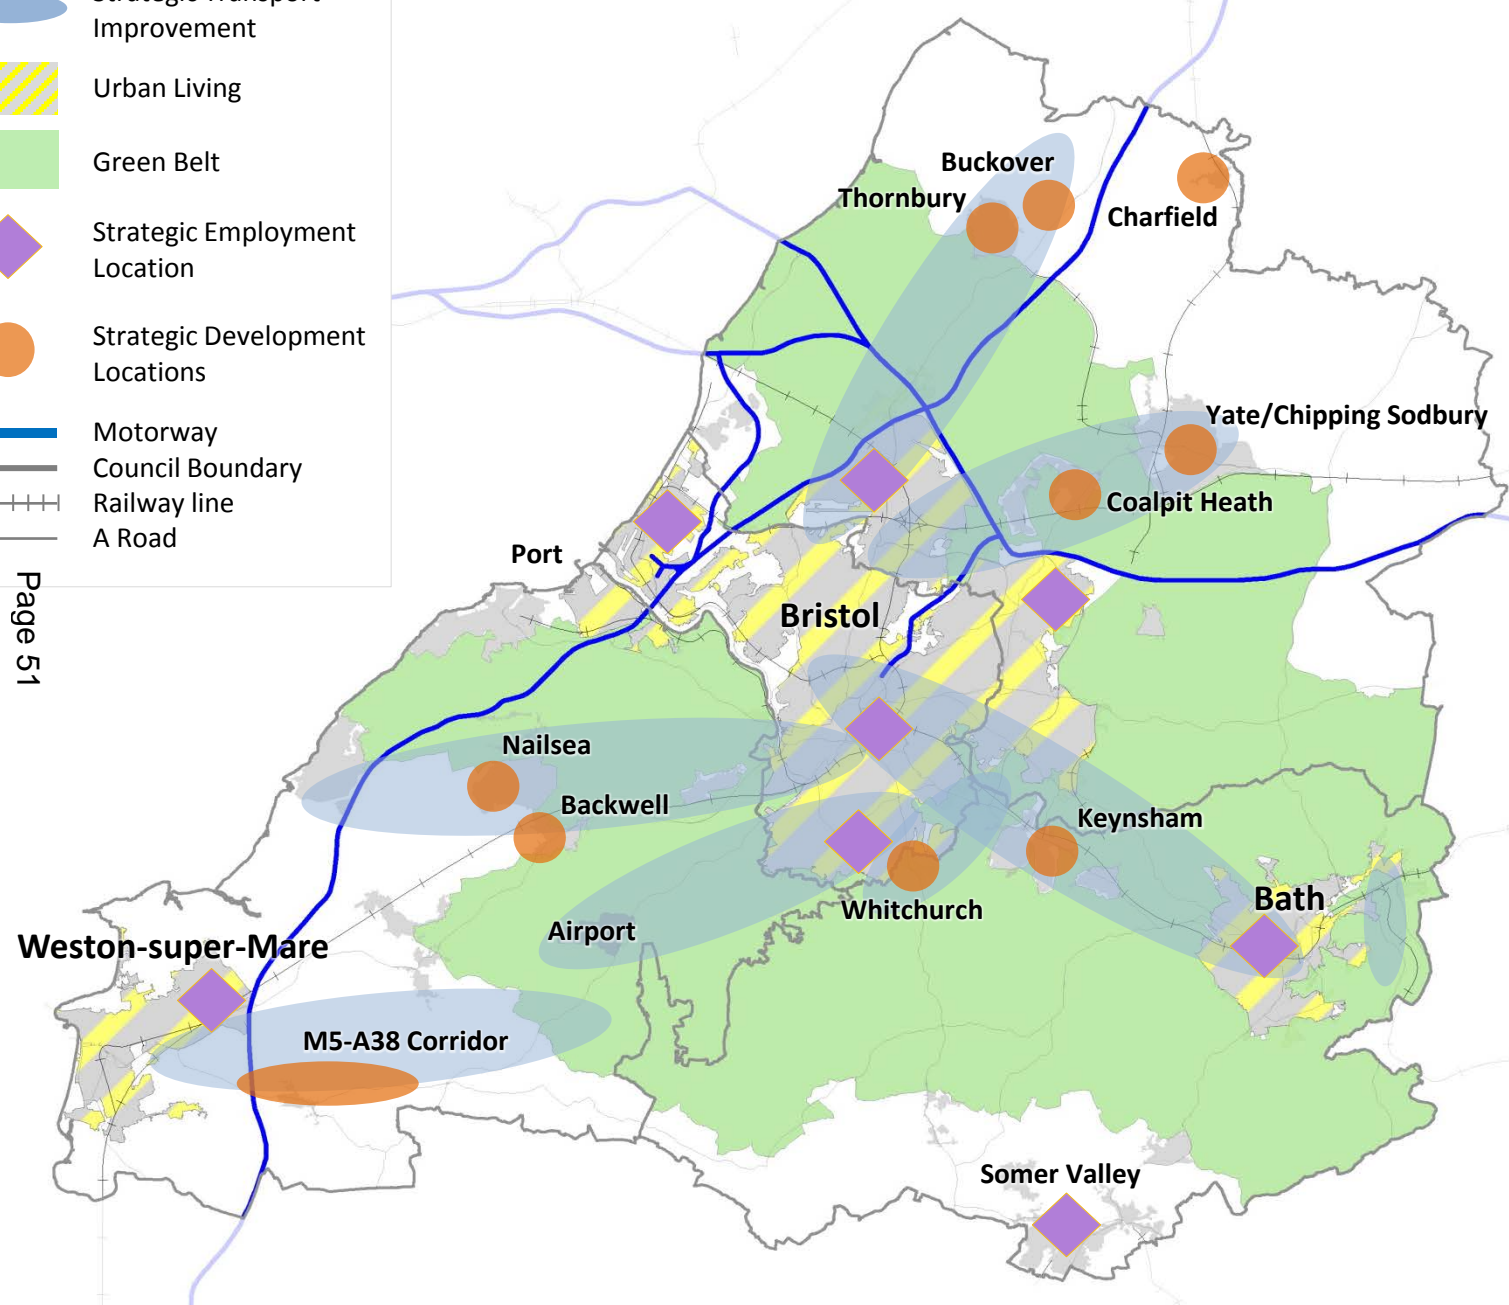 Strategic Transport
Improvement
Urban Living
Green Belt
Strategic Employment
Location
Strategic Development
Locations
Motorway
Council Boundary
Railway line
A Road
Page 51
Buckover
Thornbury
Charfield
Yate/Chipping Sodbury
Coalpit Heath
Port
Bristol
Nailsea
Backwell
Keynsham
Whitchurch
Bath
Airport
Weston-super-Mare
M5-A38 Corridor
Somer Valley